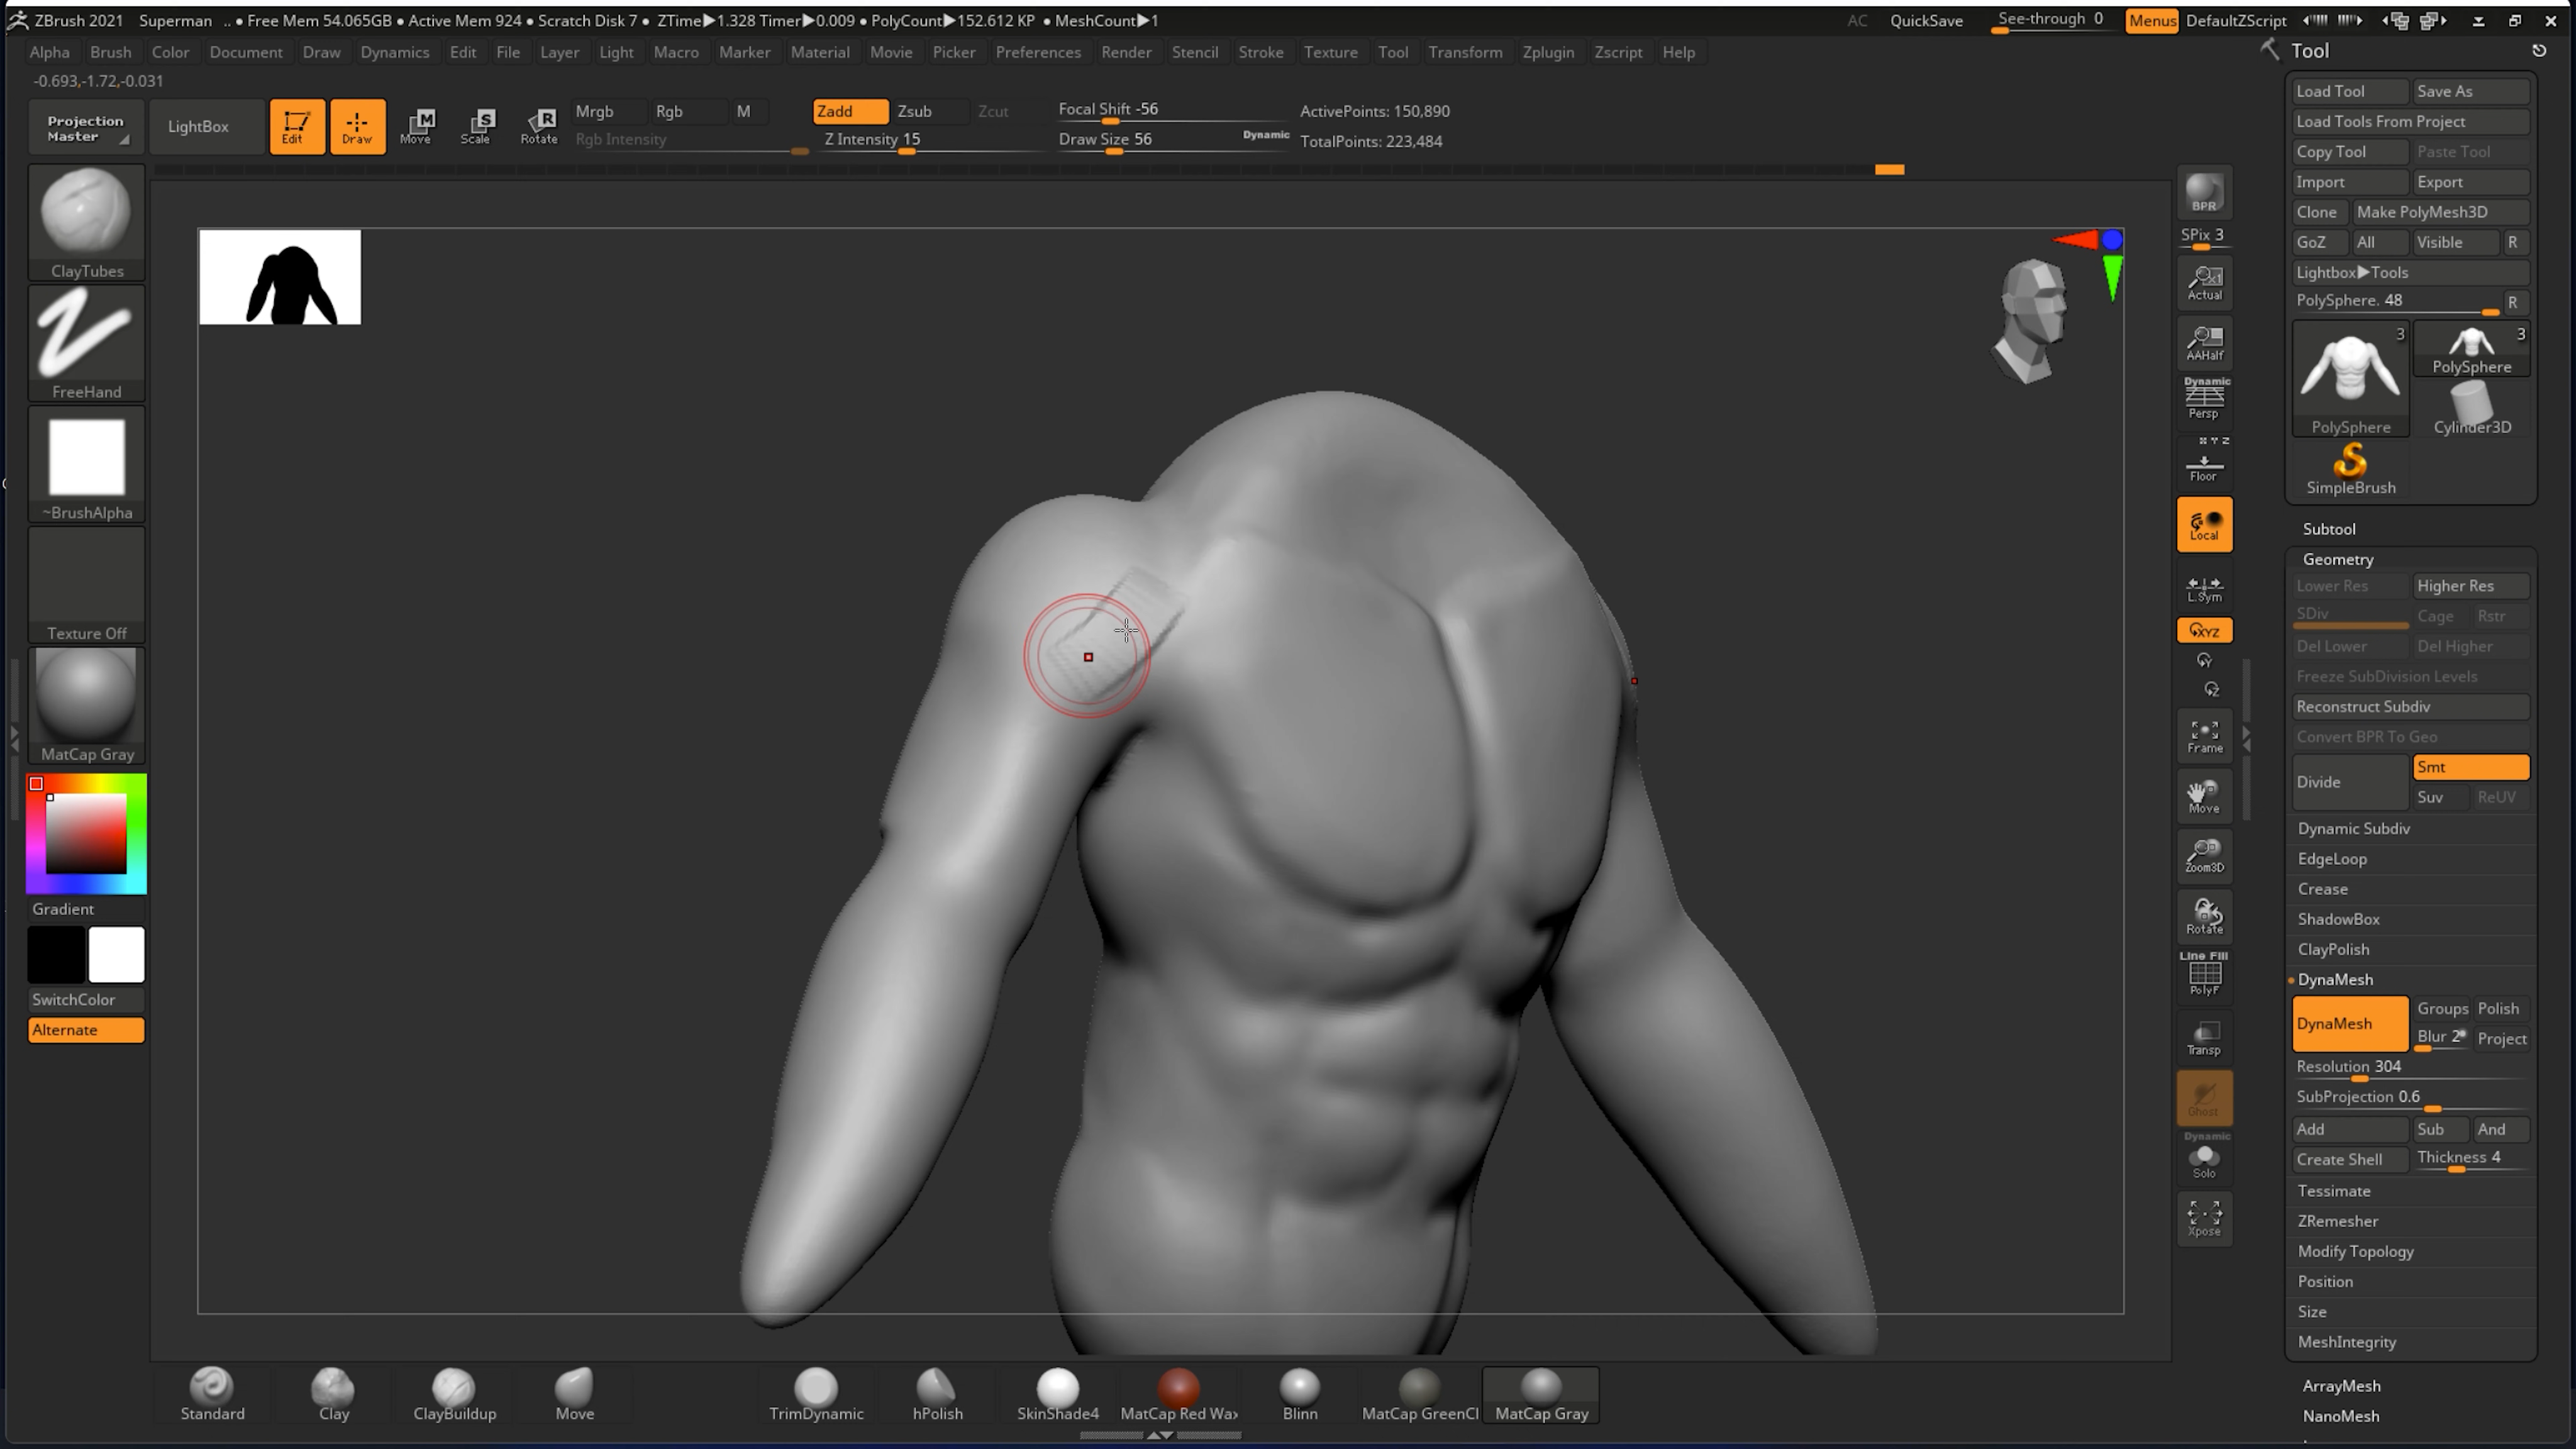 ZBrush 2021 Superman .. • Free Mem 54.065GB • Active Mem 924 • Scratch Disk 7 • ZTime▶1.328 Timer▶0.009 • PolyCount▶152.612 KP • MeshCount▶1 AC QuickSave See-through 0 Menus DefaultZScript
Alpha Brush Color Document Draw Dynamics Edit File Layer Light Macro Marker Material Movie Picker Preferences Render Stencil Stroke Texture Tool Transform Zplugin Zscript Help
-0.693,-1.72,-0.031
Projection Master
LightBox
Edit
Draw
Move
Scale
Rotate
Mrgb Rgb M
Rgb Intensity
Zadd Zsub Zcut
Z Intensity 15
Focal Shift -56
Draw Size 56
Dynamic
ActivePoints: 150,890
TotalPoints: 223,484
ClayTubes
FreeHand
~BrushAlpha
Texture Off
MatCap Gray
Gradient
SwitchColor
Alternate
BPR
SPix 3
Actual
AAHalf
Dynamic
Persp
X Y Z
Floor
Local
L.Sym
XYZ
Y
Z
Frame
Move
Zoom3D
Rotate
Line Fill
PolyF
Transp
Ghost
Dynamic
Solo
Xpose
Tool
Load Tool Save As
Load Tools From Project
Copy Tool Paste Tool
Import Export
Clone Make PolyMesh3D
GoZ All Visible R
Lightbox▶Tools
PolySphere. 48 R
3 3
PolySphere
PolySphere Cylinder3D
SimpleBrush
Subtool
Geometry
Lower Res Higher Res
SDiv Cage Rstr
Del Lower Del Higher
Freeze SubDivision Levels
Reconstruct Subdiv
Convert BPR To Geo
Divide Smt
Suv ReUV
Dynamic Subdiv
EdgeLoop
Crease
ShadowBox
ClayPolish
DynaMesh
DynaMesh Groups Polish
Blur 2 Project
Resolution 304
SubProjection 0.6
Add Sub And
Create Shell Thickness 4
Tessimate
ZRemesher
Modify Topology
Position
Size
MeshIntegrity
ArrayMesh
NanoMesh
Standard Clay ClayBuildup Move TrimDynamic hPolish SkinShade4 MatCap Red Wax Blinn MatCap GreenCl MatCap Gray